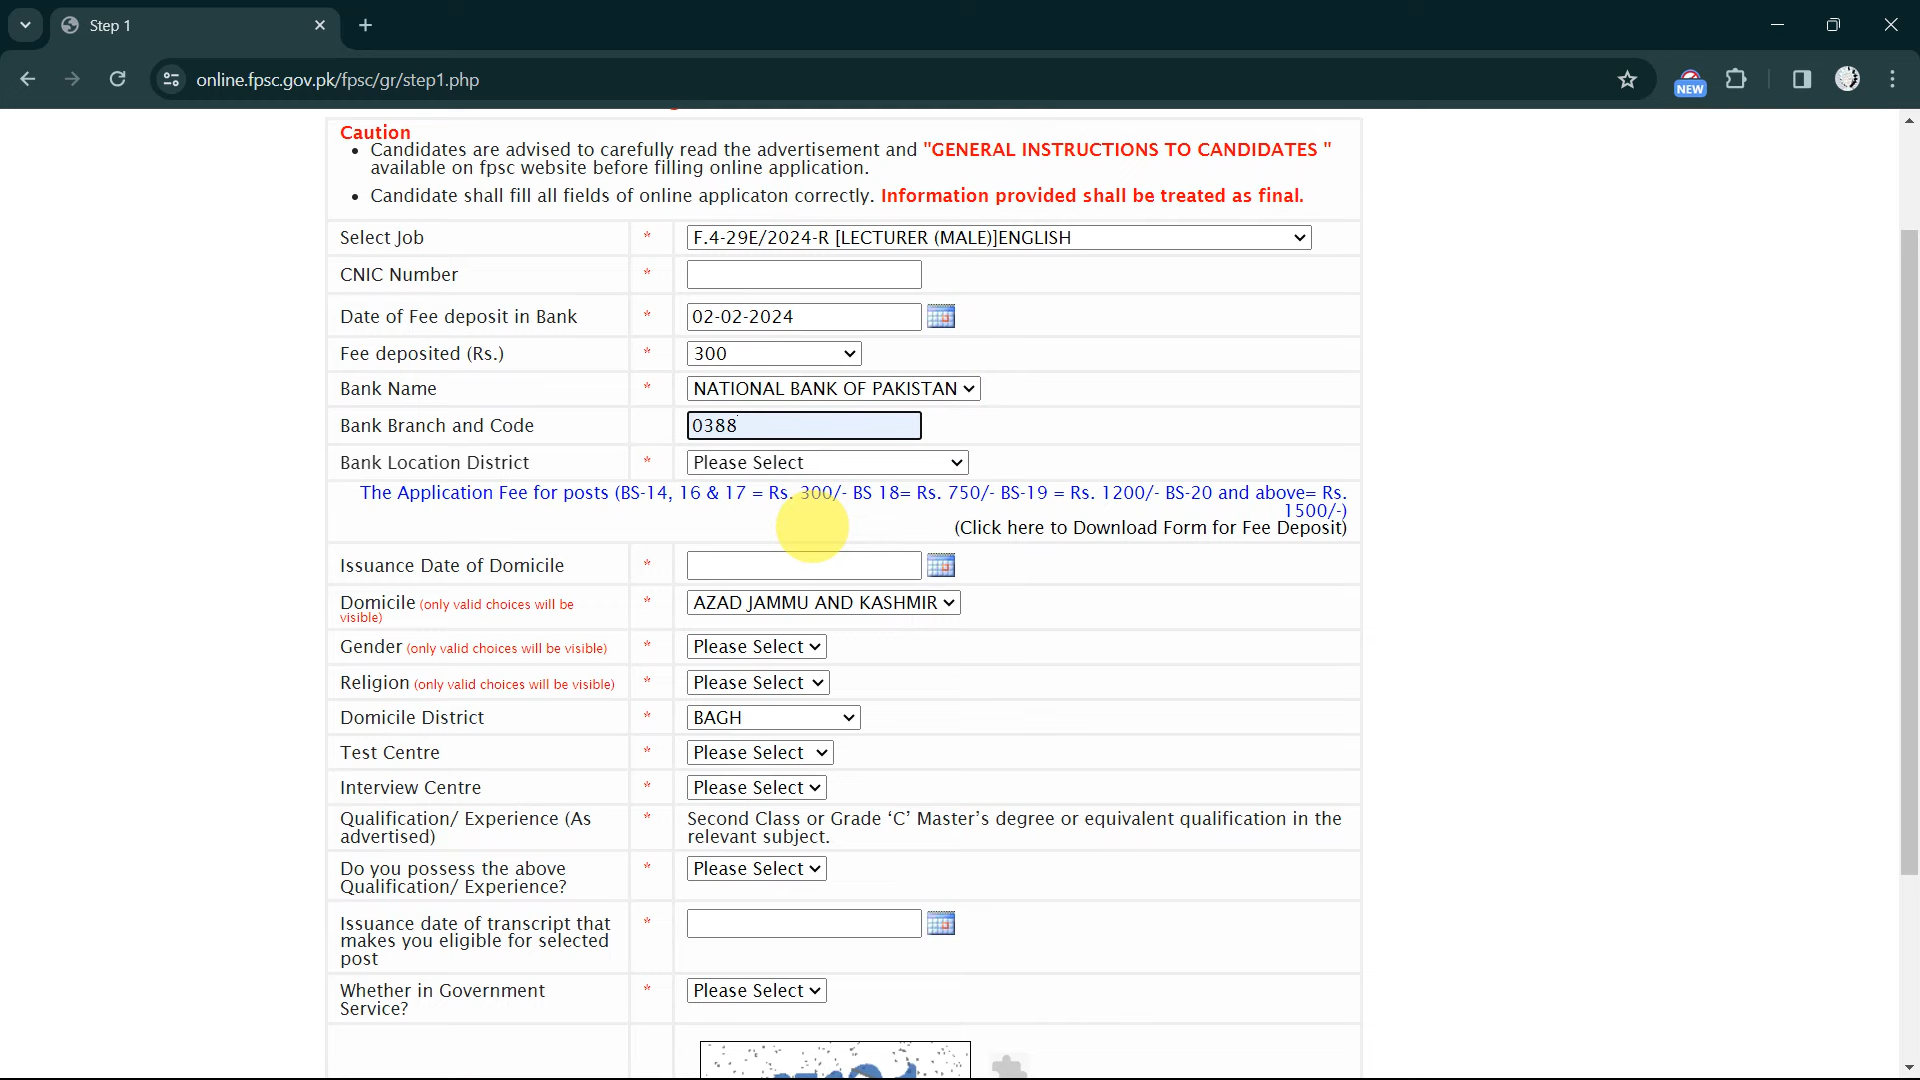 Step 1
online.fpsc.gov.pk/fpsc/gr/step1.php
NEW
Caution
• Candidates are advised to carefully read the advertisement and "GENERAL INSTRUCTIONS TO CANDIDATES "
available on fpsc website before filling online application.
• Candidate shall fill all fields of online applicaton correctly. Information provided shall be treated as final.
Select Job * F.4-29E/2024-R [LECTURER (MALE)]ENGLISH
CNIC Number *
Date of Fee deposit in Bank * 02-02-2024
Fee deposited (Rs.) * 300
Bank Name * NATIONAL BANK OF PAKISTAN
Bank Branch and Code 0388
Bank Location District * Please Select
The Application Fee for posts (BS-14, 16 & 17 = Rs. 300/- BS 18= Rs. 750/- BS-19 = Rs. 1200/- BS-20 and above= Rs.
1500/-)
(Click here to Download Form for Fee Deposit)
Issuance Date of Domicile *
Domicile (only valid choices will be * AZAD JAMMU AND KASHMIR
visible)
Gender (only valid choices will be visible) * Please Select
Religion (only valid choices will be visible) * Please Select
Domicile District * BAGH
Test Centre * Please Select
Interview Centre * Please Select
Qualification/ Experience (As * Second Class or Grade ‘C’ Master’s degree or equivalent qualification in the
advertised) relevant subject.
Do you possess the above * Please Select
Qualification/ Experience?
Issuance date of transcript that *
makes you eligible for selected
post
Whether in Government * Please Select
Service?